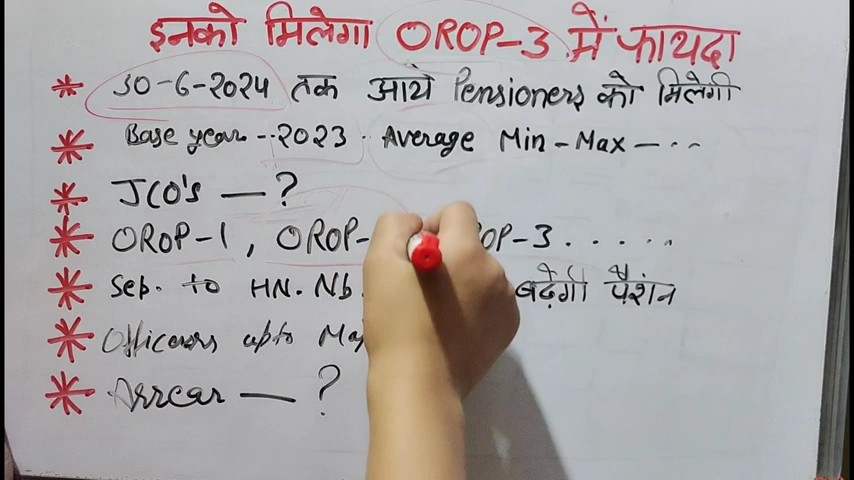 इनको मिलेगा OROP-3 में फायदा
* 30-6-2024 तक आये Pensioners को मिलेगी
* Base year--2023. Average Min-Max -...
* JCO's — ?
* OROP-1, OROP- OP-3......
* Sep. to HN. Nb. के बढ़ेगी पैंशन
* Officers upto Maj
* Arrear — ?